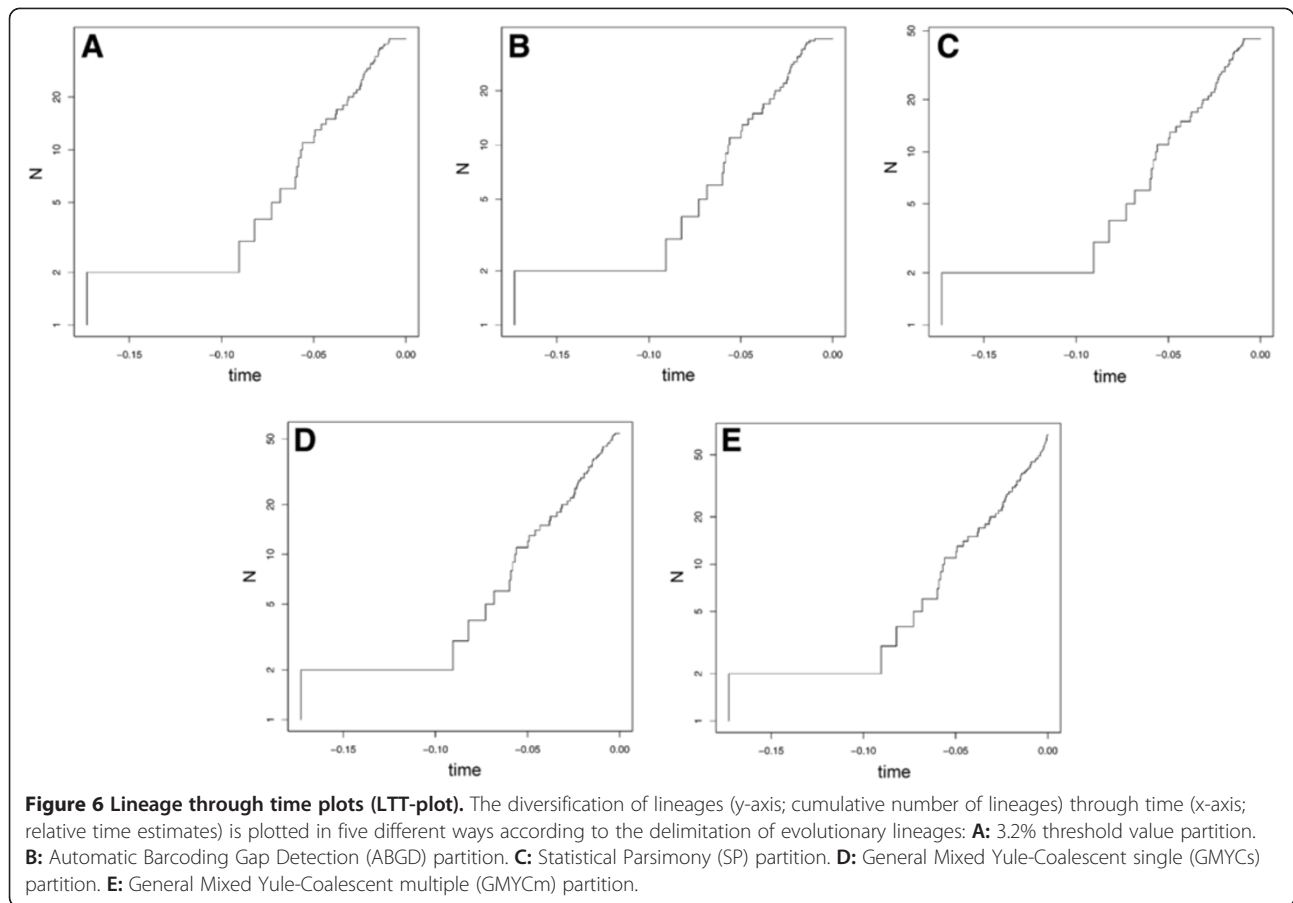 A
N
20
10
5
2
1
−0.15
−0.10
−0.05
0.00
time
B
N
20
10
5
2
1
−0.15
−0.10
−0.05
0.00
time
C
N
50
20
10
5
2
1
−0.15
−0.10
−0.05
0.00
time
D
N
50
20
10
5
2
1
−0.15
−0.10
−0.05
0.00
time
E
N
50
20
10
5
2
1
−0.15
−0.10
−0.05
0.00
time
Figure 6 Lineage through time plots (LTT-plot). The diversification of lineages (y-axis; cumulative number of lineages) through time (x-axis;
relative time estimates) is plotted in five different ways according to the delimitation of evolutionary lineages: A: 3.2% threshold value partition.
B: Automatic Barcoding Gap Detection (ABGD) partition. C: Statistical Parsimony (SP) partition. D: General Mixed Yule-Coalescent single (GMYCs)
partition. E: General Mixed Yule-Coalescent multiple (GMYCm) partition.